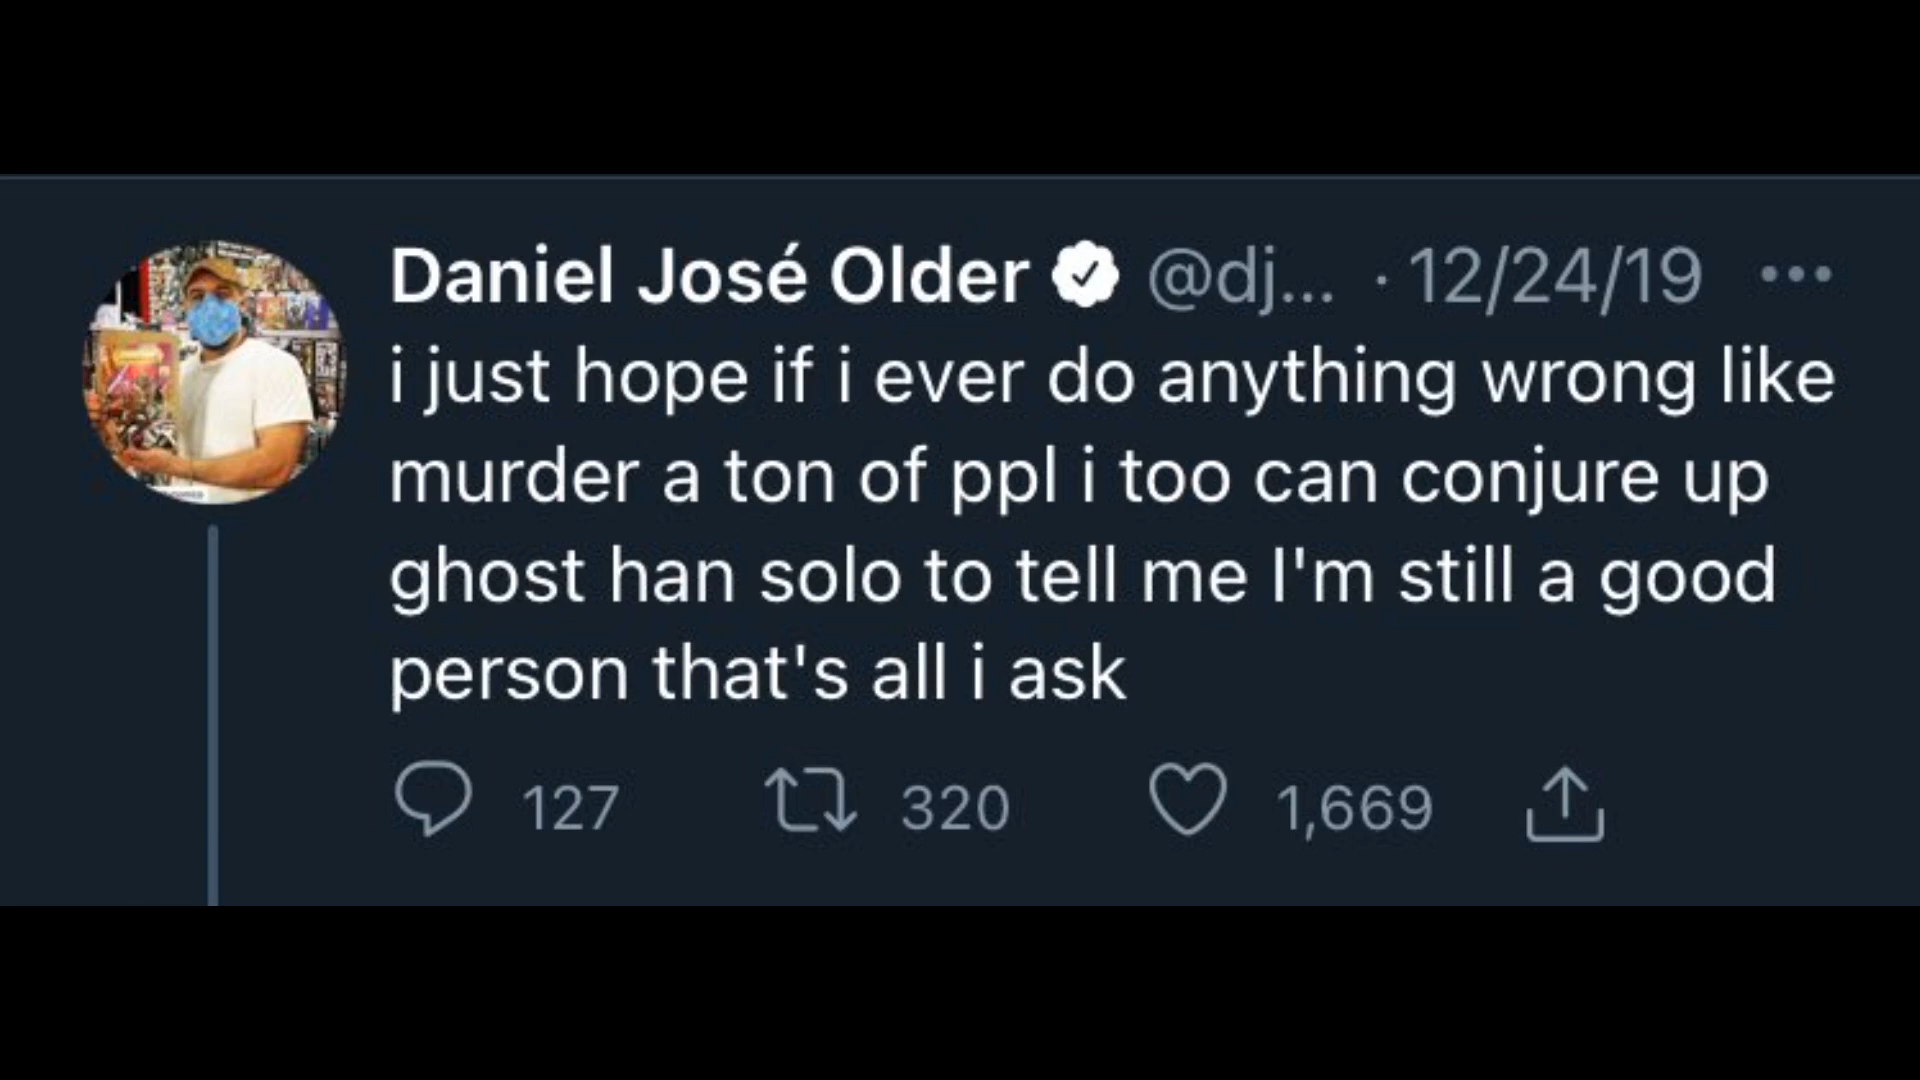 Daniel José Older @dj... · 12/24/19
i just hope if i ever do anything wrong like
murder a ton of ppl i too can conjure up
ghost han solo to tell me I'm still a good
person that's all i ask
127 320 1,669